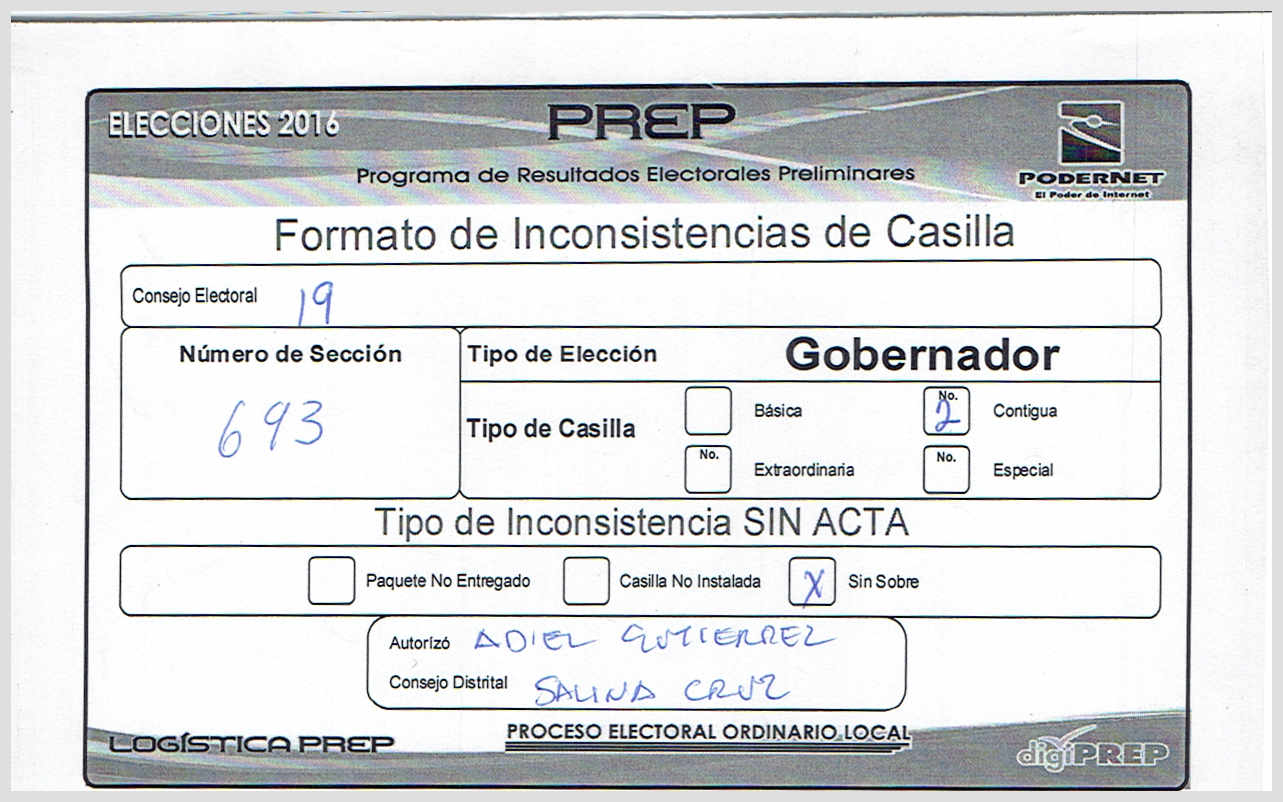 ELECCIONES 2016
PREP
Programa de Resultados Electorales Preliminares
PODERNET
El Poder de Internet
Formato de Inconsistencias de Casilla
Consejo Electoral 19
Número de Sección
693
Tipo de Elección Gobernador
Tipo de Casilla
Básica
No. 2 Contigua
No. Extraordinaria
No. Especial
Tipo de Inconsistencia SIN ACTA
Paquete No Entregado Casilla No Instalada X Sin Sobre
Autorizó ADIEL GUTIERREZ
Consejo Distrital SALINA CRUZ
LOGÍSTICA PREP
PROCESO ELECTORAL ORDINARIO LOCAL
digiPREP